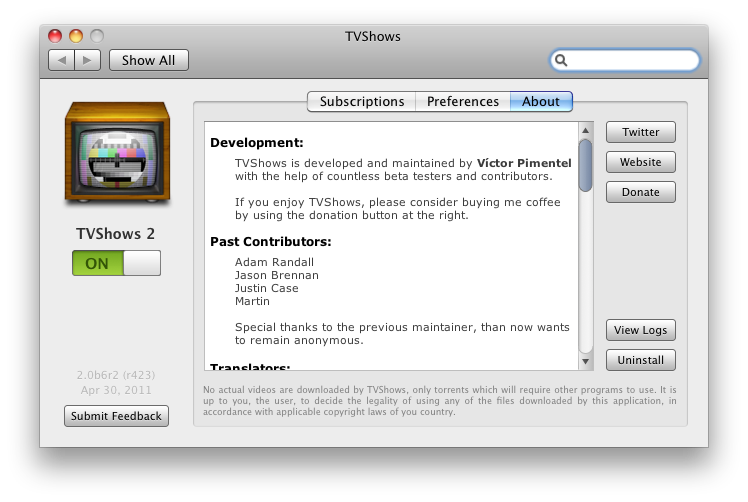 TVShows
Show All
Subscriptions Preferences About
TVShows 2
ON
2.0b6r2 (r423)
Apr 30, 2011
Submit Feedback
Development:
TVShows is developed and maintained by Víctor Pimentel
with the help of countless beta testers and contributors.
If you enjoy TVShows, please consider buying me coffee
by using the donation button at the right.
Past Contributors:
Adam Randall
Jason Brennan
Justin Case
Martin
Special thanks to the previous maintainer, than now wants
to remain anonymous.
Translators:
Twitter
Website
Donate
View Logs
Uninstall
No actual videos are downloaded by TVShows, only torrents which will require other programs to use. It is
up to you, the user, to decide the legality of using any of the files downloaded by this application, in
accordance with applicable copyright laws of you country.